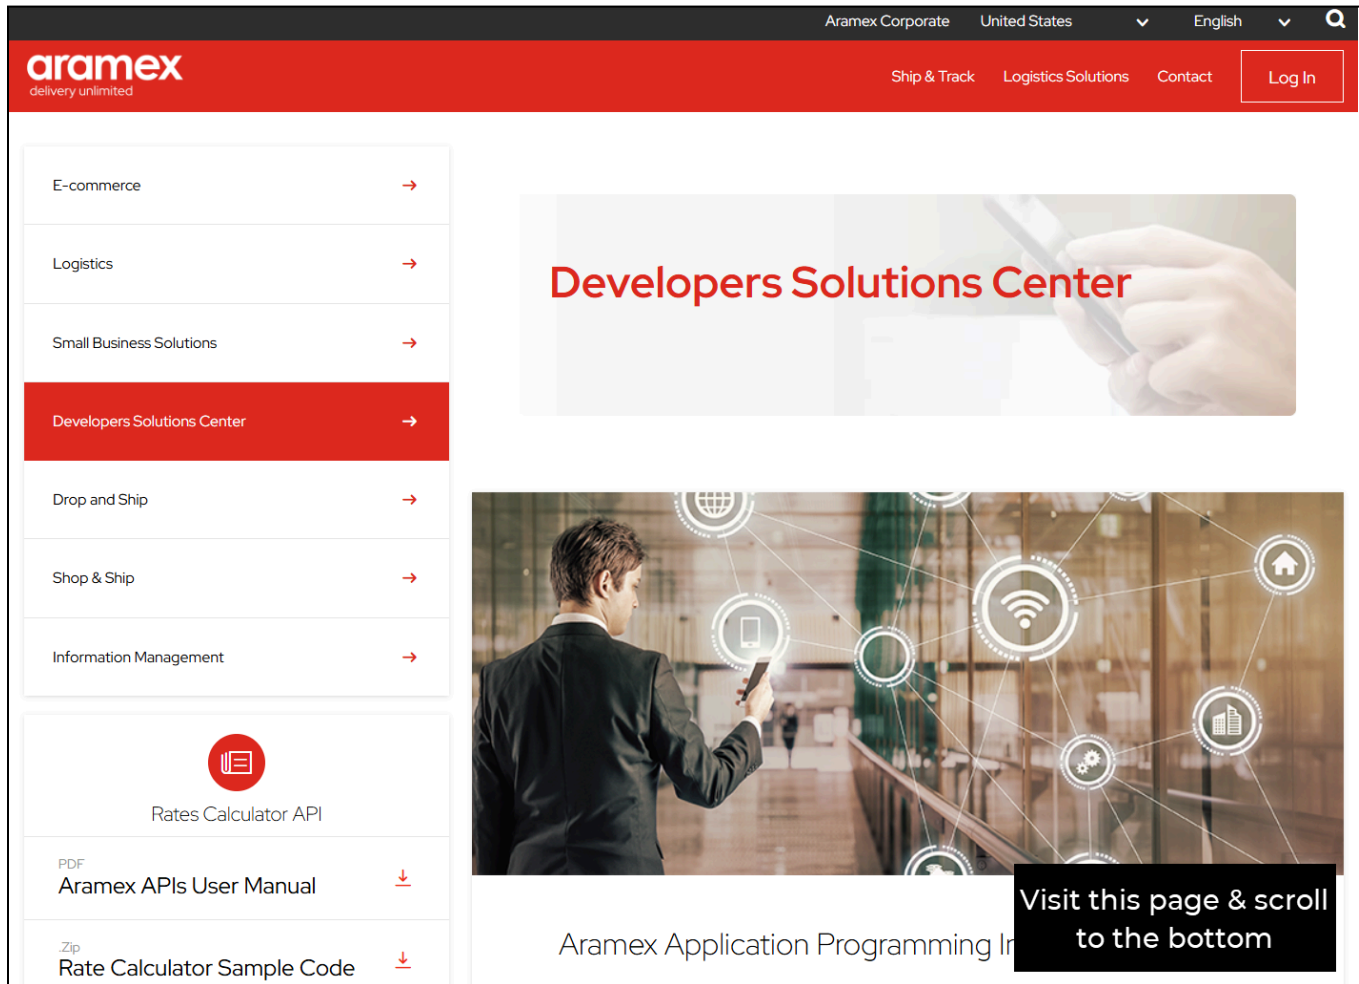 Aramex Corporate United States English
aramex
delivery unlimited
Ship & Track Logistics Solutions Contact Log In
E-commerce
Logistics
Small Business Solutions
Developers Solutions Center
Drop and Ship
Shop & Ship
Information Management
Rates Calculator API
PDF
Aramex APIs User Manual
.Zip
Rate Calculator Sample Code
Developers Solutions Center
Aramex Application Programming
Visit this page & scroll
to the bottom